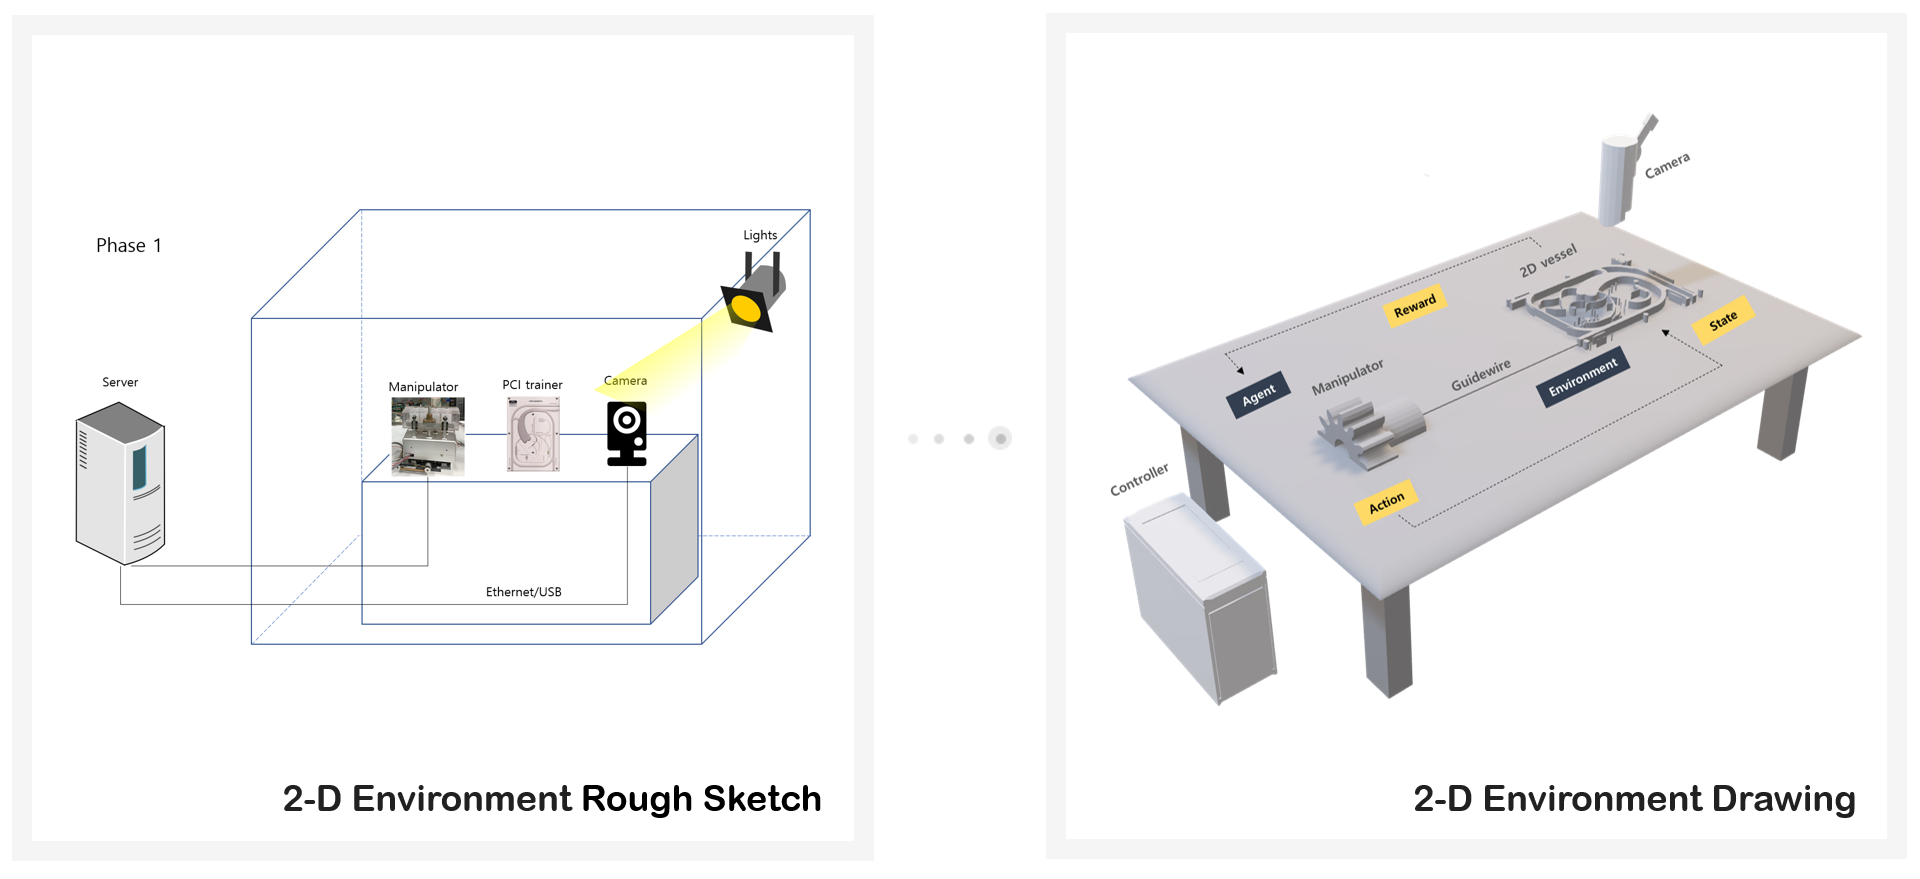 Phase 1
Lights
Server
Manipulator
PCI trainer
Camera
Ethernet/USB
2-D Environment Rough Sketch
Camera
2D vessel
Reward
State
Agent
Manipulator
Guidewire
Environment
Controller
Action
2-D Environment Drawing